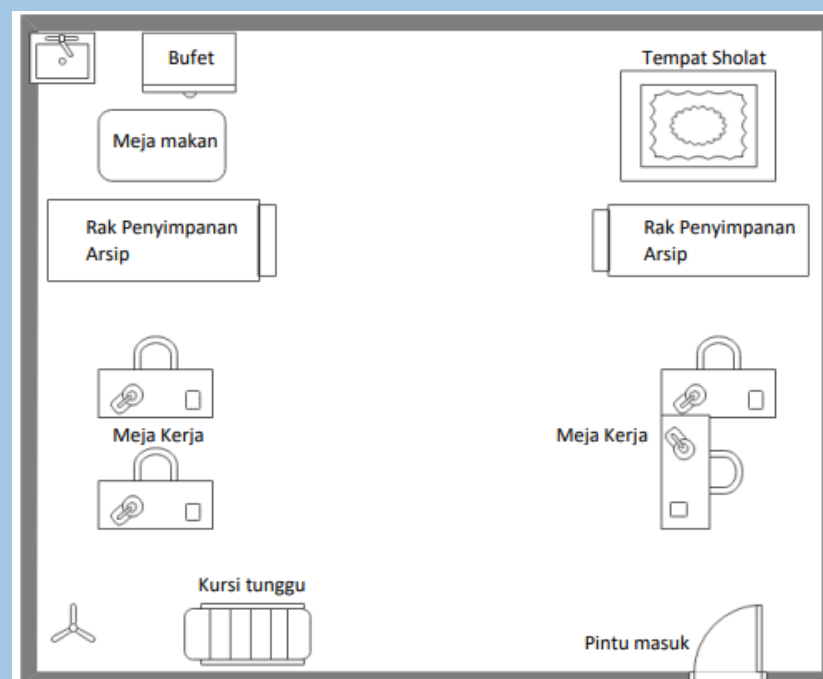 Bufet
Tempat Sholat
Meja makan
Rak Penyimpanan
Arsip
Rak Penyimpanan
Arsip
Meja Kerja
Meja Kerja
Kursi tunggu
Pintu masuk